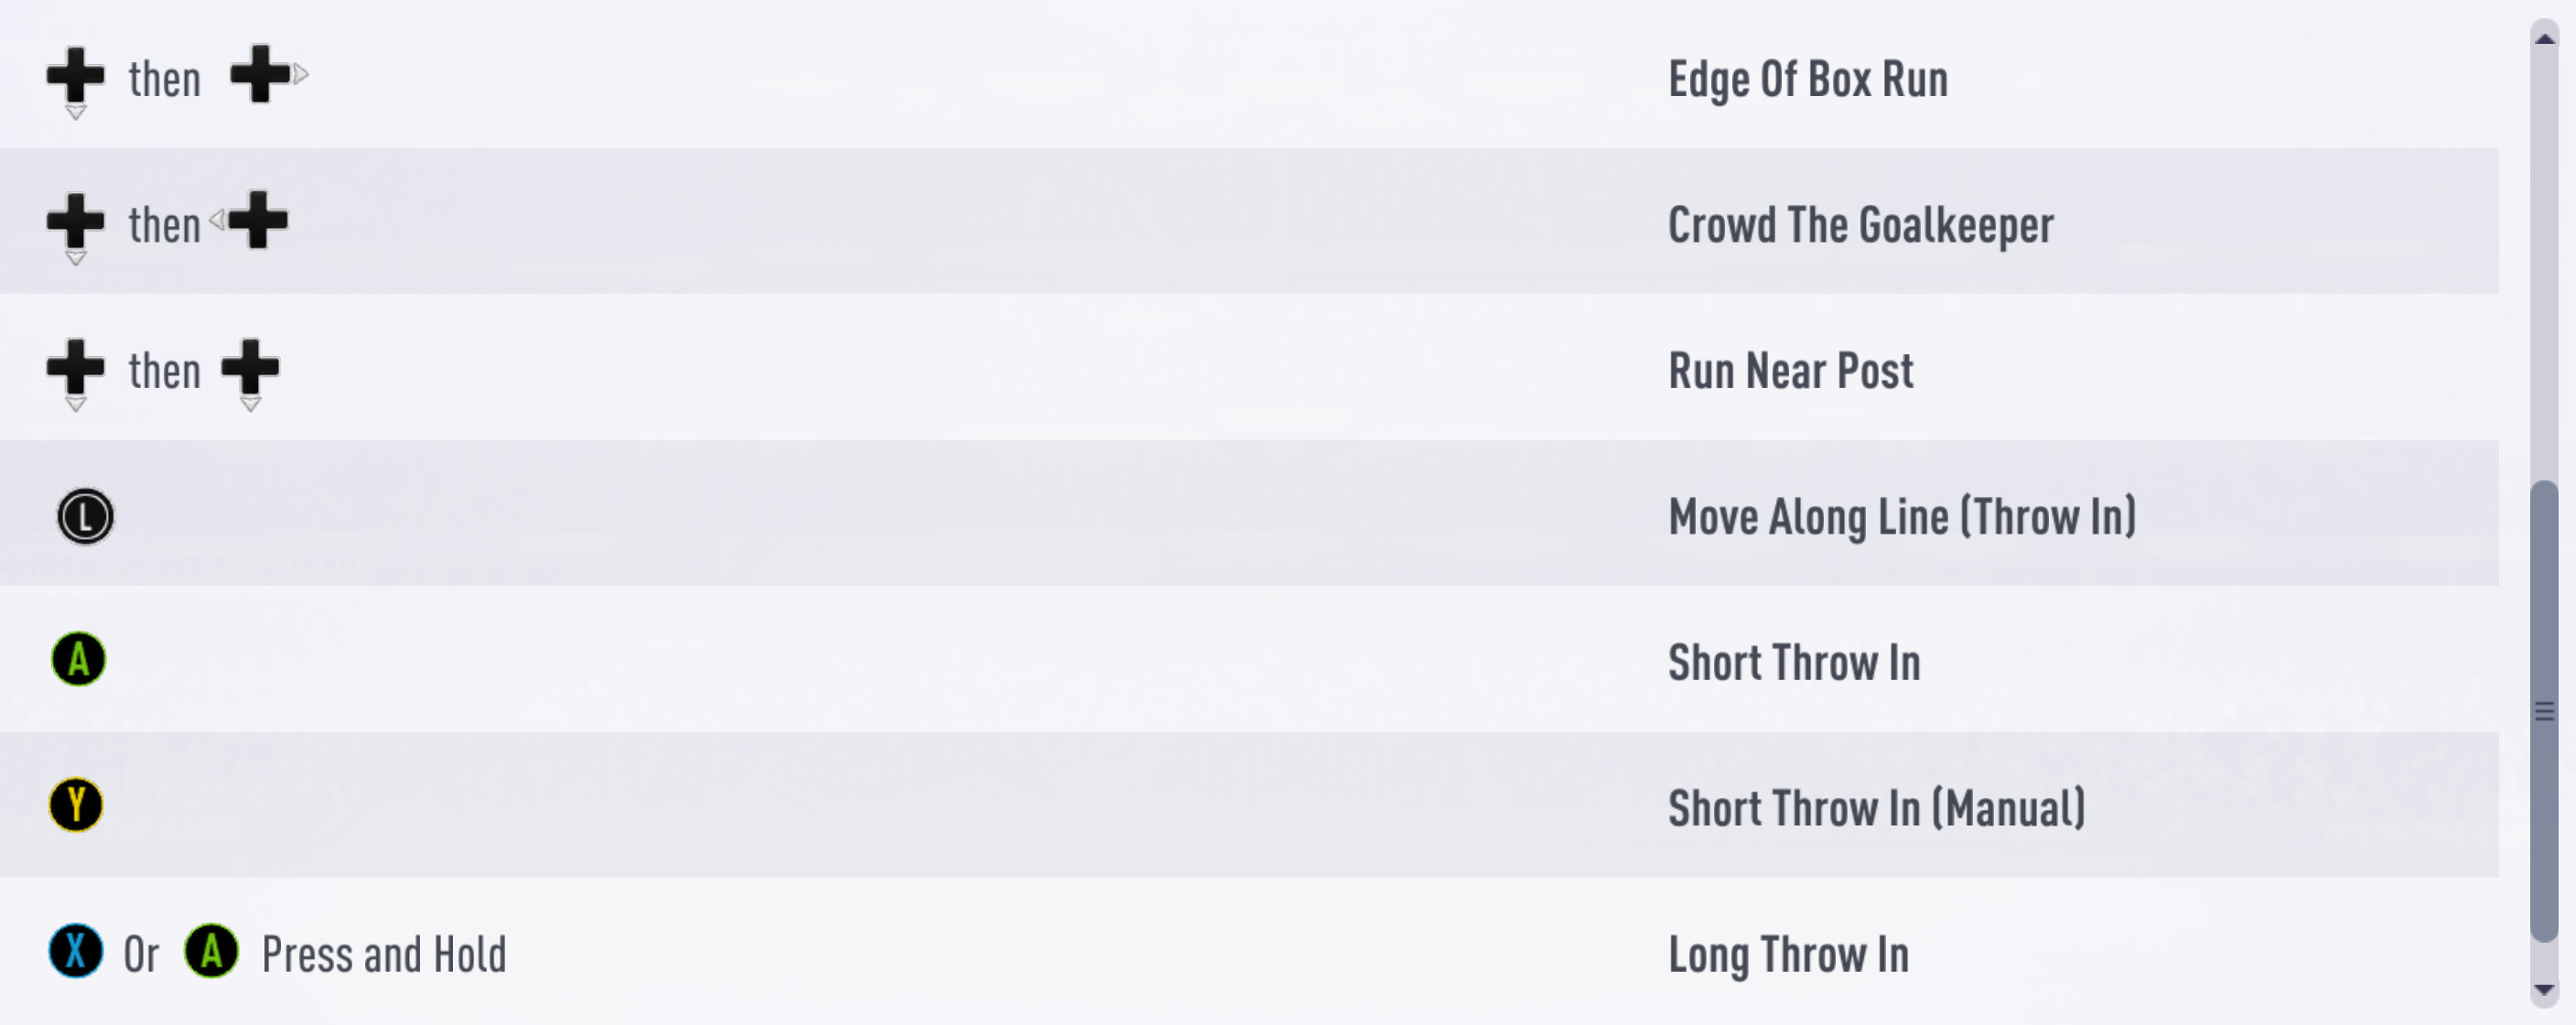 then Edge Of Box Run
then Crowd The Goalkeeper
then Run Near Post
L Move Along Line (Throw In)
A Short Throw In
Y Short Throw In (Manual)
X Or A Press and Hold Long Throw In